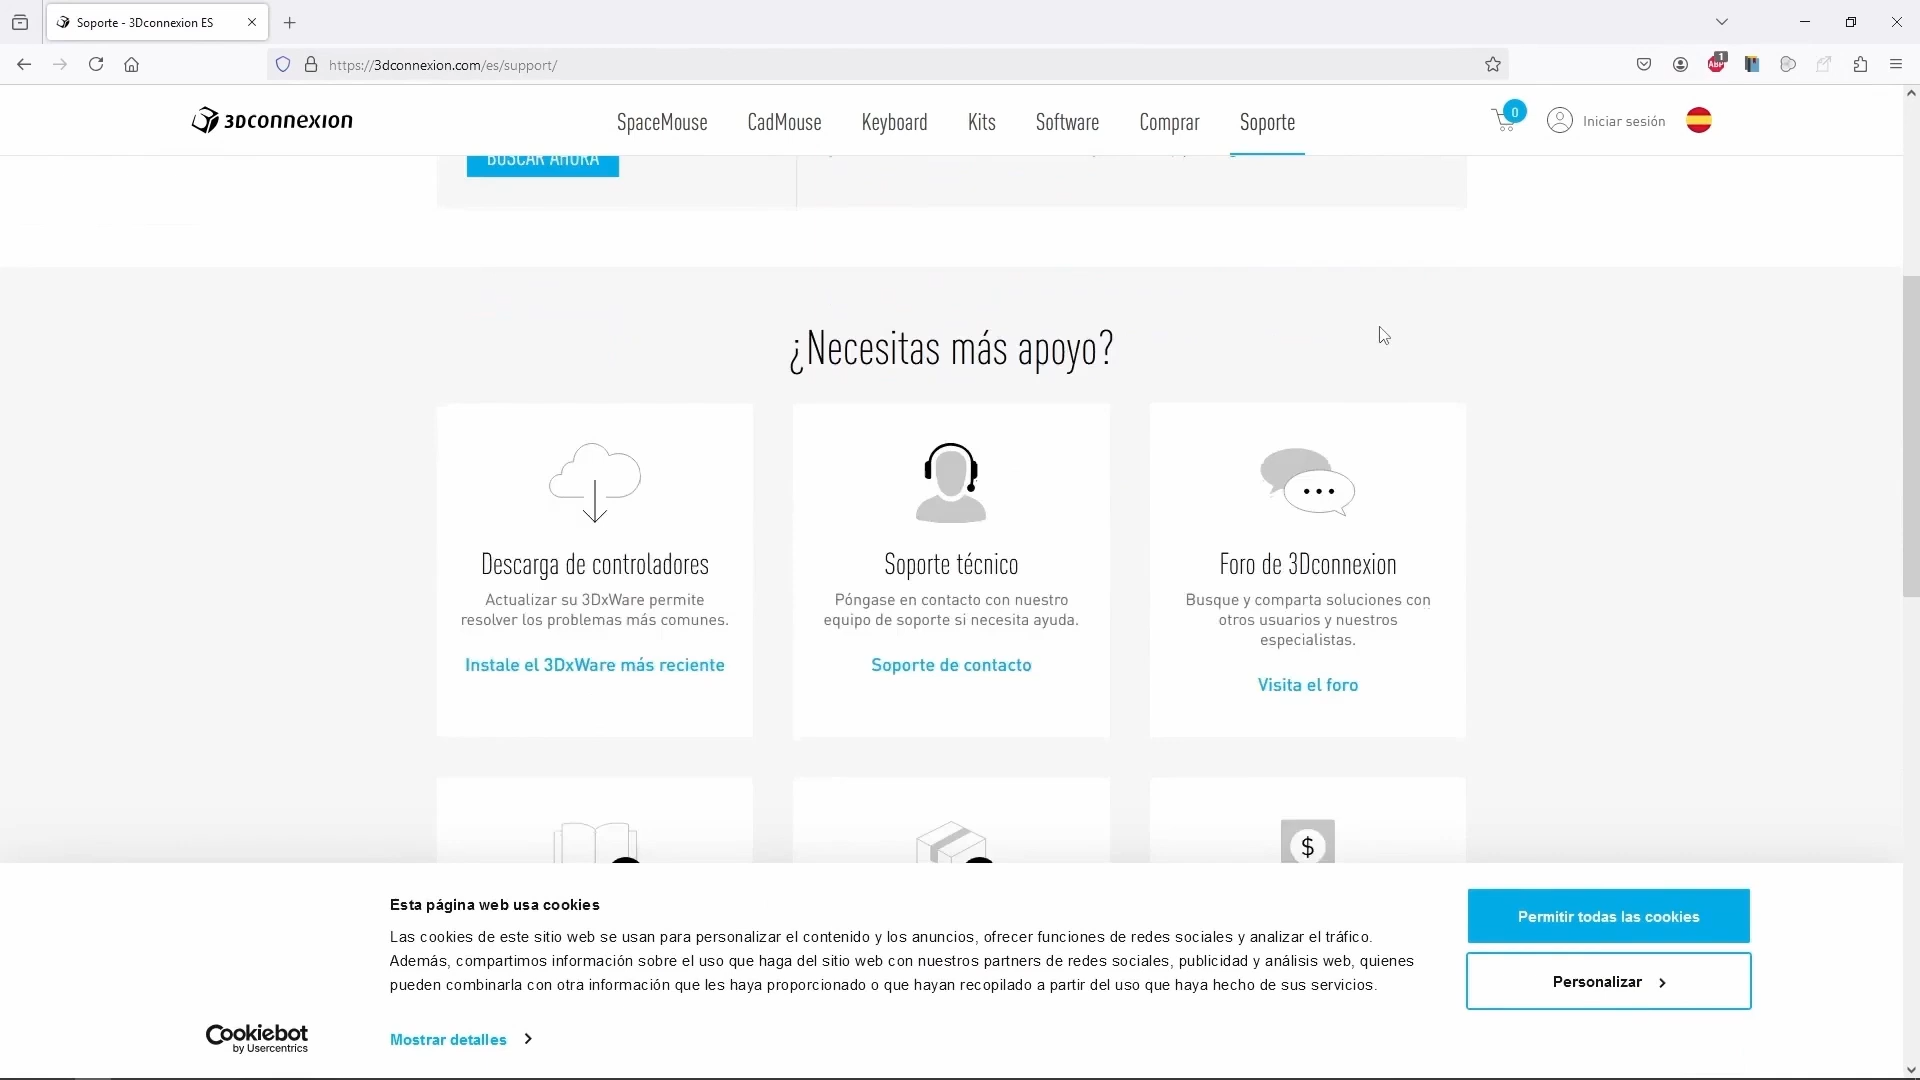 Soporte - 3Dconnexion ES
https://3dconnexion.com/es/support/
1
ABP
3Dconnexion
SpaceMouse
CadMouse
Keyboard
Kits
Software
Comprar
Soporte
0
Iniciar sesión
BUSCAR AHORA
¿Necesitas más apoyo?
Descarga de controladores
Actualizar su 3DxWare permite
resolver los problemas más comunes.
Instale el 3DxWare más reciente
Soporte técnico
Póngase en contacto con nuestro
equipo de soporte si necesita ayuda.
Soporte de contacto
Foro de 3Dconnexion
Busque y comparta soluciones con
otros usuarios y nuestros
especialistas.
Visita el foro
$
Esta página web usa cookies
Las cookies de este sitio web se usan para personalizar el contenido y los anuncios, ofrecer funciones de redes sociales y analizar el tráfico.
Además, compartimos información sobre el uso que haga del sitio web con nuestros partners de redes sociales, publicidad y análisis web, quienes
pueden combinarla con otra información que les haya proporcionado o que hayan recopilado a partir del uso que haya hecho de sus servicios.
Permitir todas las cookies
Personalizar
Cookiebot
by Usercentrics
Mostrar detalles